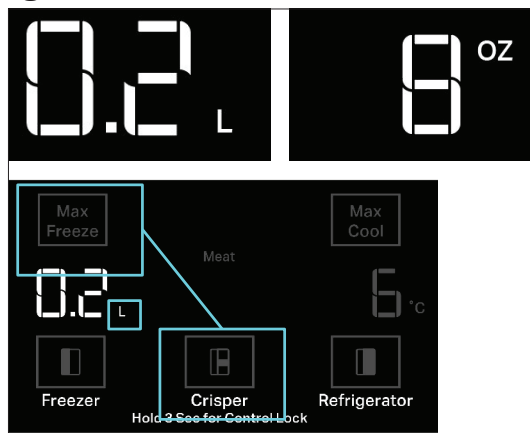 0.2 L
8 OZ
Max Freeze
Max Cool
Meat
0.2 L
6 °C
Freezer
Crisper
Refrigerator
Hold 3 Sec for Control Lock